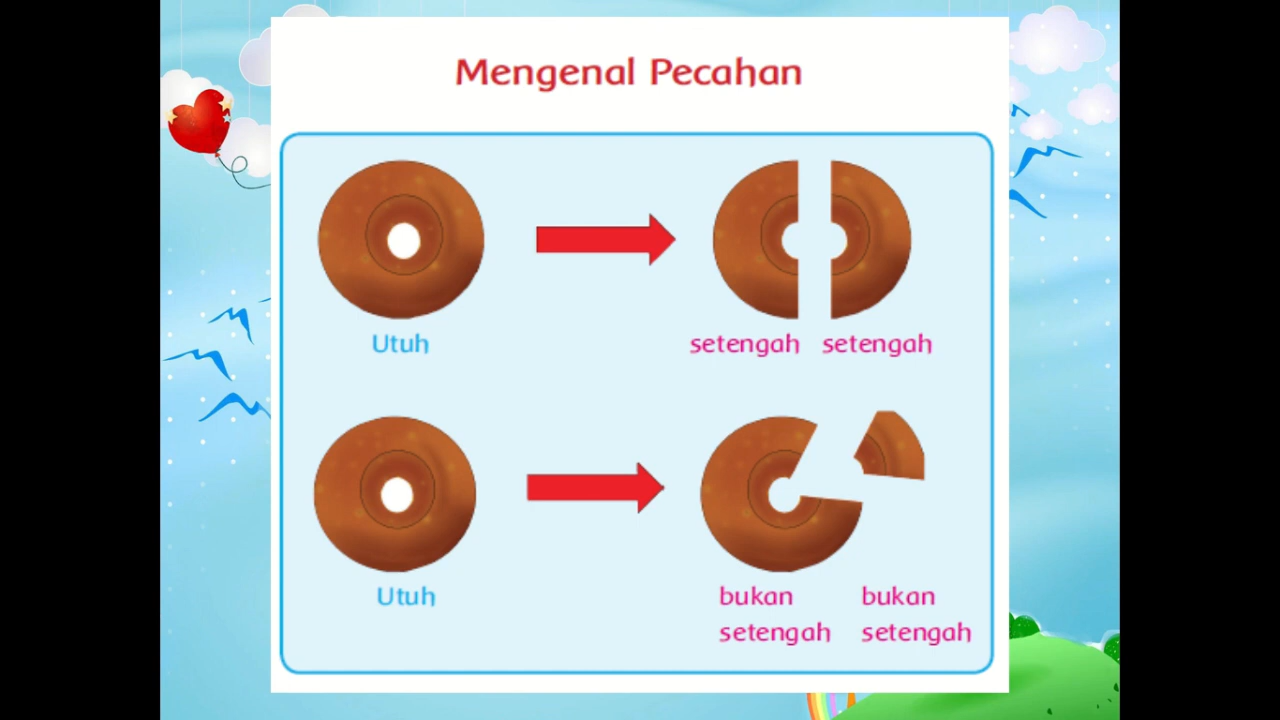 Mengenal Pecahan
Utuh
setengah setengah
Utuh
bukan setengah
bukan setengah